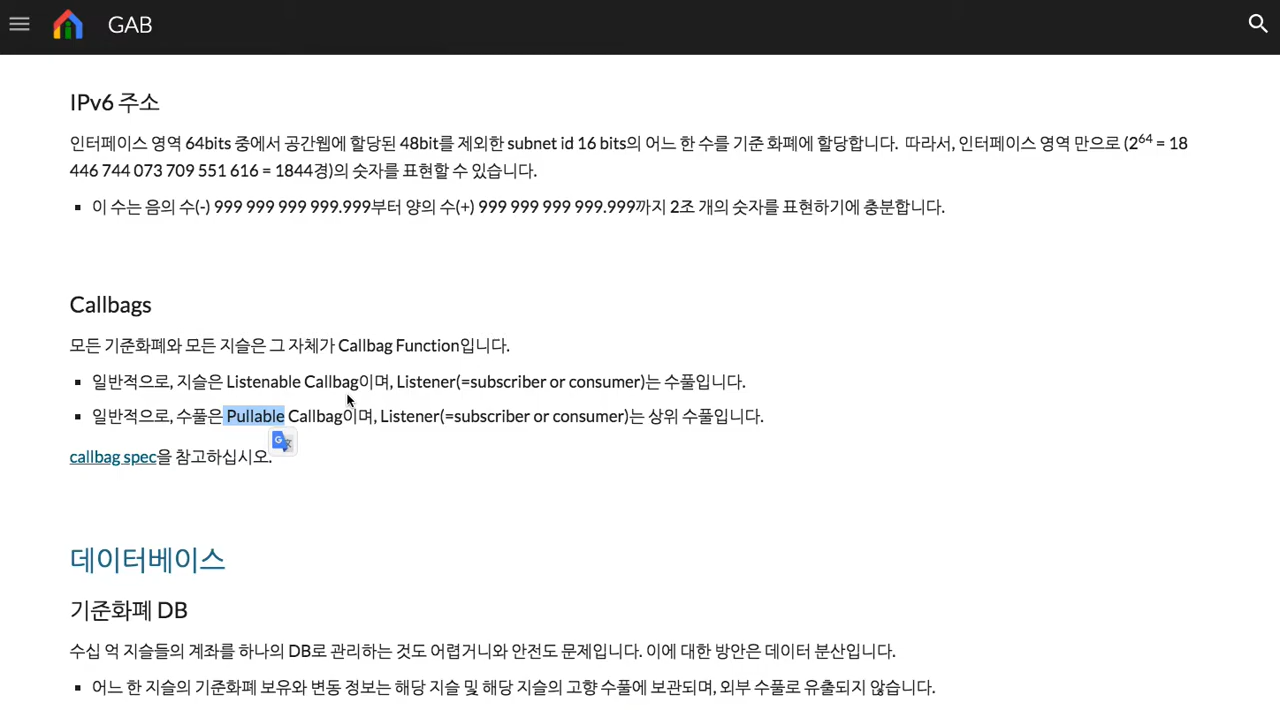 GAB
IPv6 주소
인터페이스 영역 64bits 중에서 공간웹에 할당된 48bit를 제외한 subnet id 16 bits의 어느 한 수를 기준 화폐에 할당합니다. 따라서, 인터페이스 영역 만으로 (2^64 = 18
446 744 073 709 551 616 = 1844경)의 숫자를 표현할 수 있습니다.
▪ 이 수는 음의 수(-) 999 999 999 999.999부터 양의 수(+) 999 999 999 999.999까지 2조 개의 숫자를 표현하기에 충분합니다.
Callbags
모든 기준화폐와 모든 지슬은 그 자체가 Callbag Function입니다.
▪ 일반적으로, 지슬은 Listenable Callbag이며, Listener(=subscriber or consumer)는 수풀입니다.
▪ 일반적으로, 수풀은 Pullable Callbag이며, Listener(=subscriber or consumer)는 상위 수풀입니다.
callbag spec을 참고하십시오.
데이터베이스
기준화폐 DB
수십 억 지슬들의 계좌를 하나의 DB로 관리하는 것도 어렵거니와 안전도 문제입니다. 이에 대한 방안은 데이터 분산입니다.
▪ 어느 한 지슬의 기준화폐 보유와 변동 정보는 해당 지슬 및 해당 지슬의 고향 수풀에 보관되며, 외부 수풀로 유출되지 않습니다.